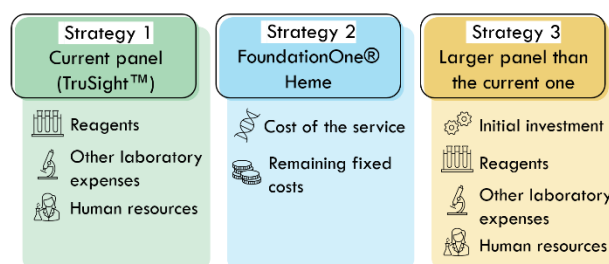 Strategy 1
Current panel
(TruSight™)
Reagents
Other laboratory
expenses
Human resources
Strategy 2
FoundationOne®
Heme
Cost of the service
Remaining fixed
costs
Strategy 3
Larger panel than
the current one
Initial investment
Reagents
Other laboratory
expenses
Human resources